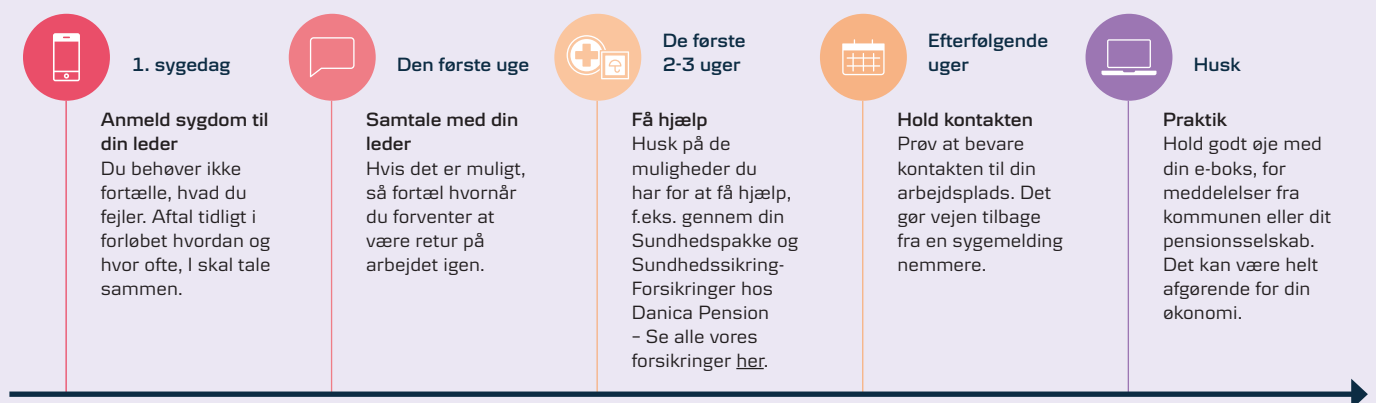 1. sygedag
Anmeld sygdom til
din leder
Du behøver ikke
fortælle, hvad du
fejler. Aftal tidligt i
forløbet hvordan og
hvor ofte, I skal tale
sammen.
Den første uge
Samtale med din
leder
Hvis det er muligt,
så fortæl hvornår
du forventer at
være retur på
arbejdet igen.
De første
2-3 uger
Få hjælp
Husk på de
muligheder du
har for at få hjælp,
f.eks. gennem din
Sundhedspakke og
Sundhedssikring-
Forsikringer hos
Danica Pension
– Se alle vores
forsikringer her.
Efterfølgende
uger
Hold kontakten
Prøv at bevare
kontakten til din
arbejdsplads. Det
gør vejen tilbage
fra en sygemelding
nemmere.
Husk
Praktik
Hold godt øje med
din e-boks, for
meddelelser fra
kommunen eller dit
pensionsselskab.
Det kan være helt
afgørende for din
økonomi.